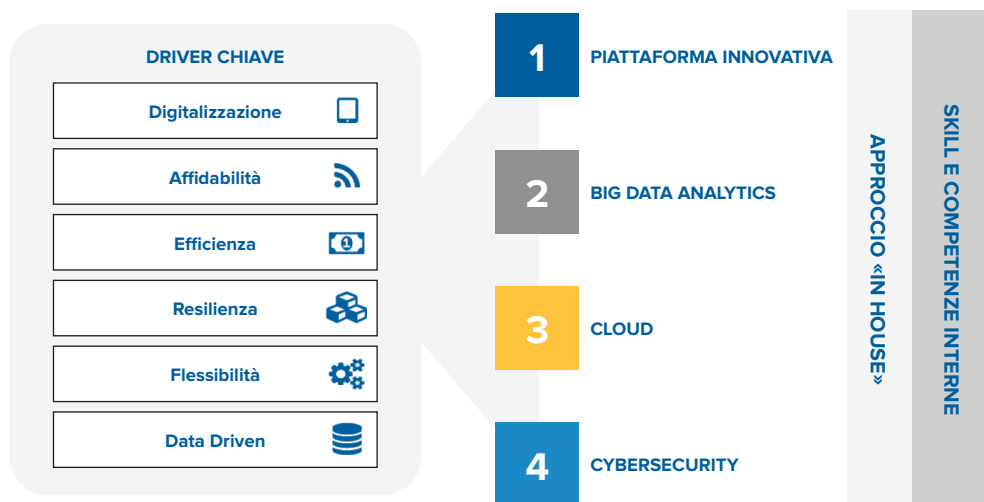 DRIVER CHIAVE
Digitalizzazione
Affidabilità
Efficienza
1
Resilienza
Flessibilità
Data Driven
1
PIATTAFORMA INNOVATIVA
2
BIG DATA ANALYTICS
3
CLOUD
4
CYBERSECURITY
APPROCCIO «IN HOUSE»
SKILL E COMPETENZE INTERNE